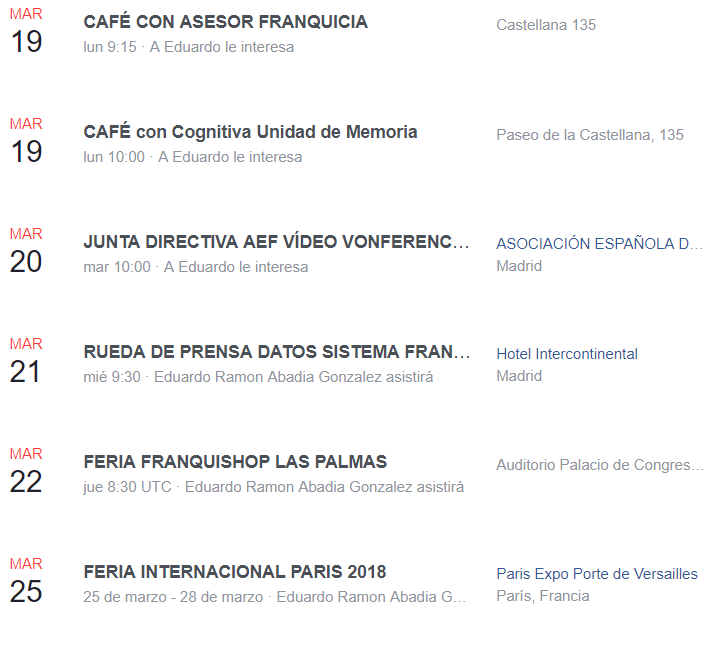 MAR
19
CAFÉ CON ASESOR FRANQUICIA
lun 9:15 · A Eduardo le interesa
Castellana 135
MAR
19
CAFÉ con Cognitiva Unidad de Memoria
lun 10:00 · A Eduardo le interesa
Paseo de la Castellana, 135
MAR
20
JUNTA DIRECTIVA AEF VÍDEO VONFERENC...
mar 10:00 · A Eduardo le interesa
ASOCIACIÓN ESPAÑOLA D...
Madrid
MAR
21
RUEDA DE PRENSA DATOS SISTEMA FRAN...
mié 9:30 · Eduardo Ramon Abadia Gonzalez asistirá
Hotel Intercontinental
Madrid
MAR
22
FERIA FRANQUISHOP LAS PALMAS
jue 8:30 UTC · Eduardo Ramon Abadia Gonzalez asistirá
Auditorio Palacio de Congres...
MAR
25
FERIA INTERNACIONAL PARIS 2018
25 de marzo - 28 de marzo · Eduardo Ramon Abadia G...
Paris Expo Porte de Versailles
París, Francia